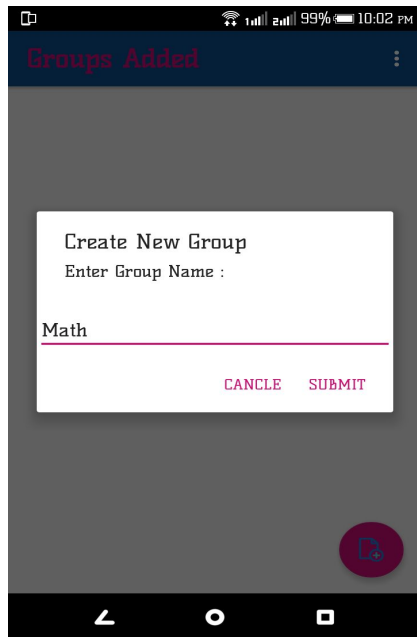 99% 10:02 PM
Groups Added
Create New Group
Enter Group Name :
Math
CANCLE SUBMIT